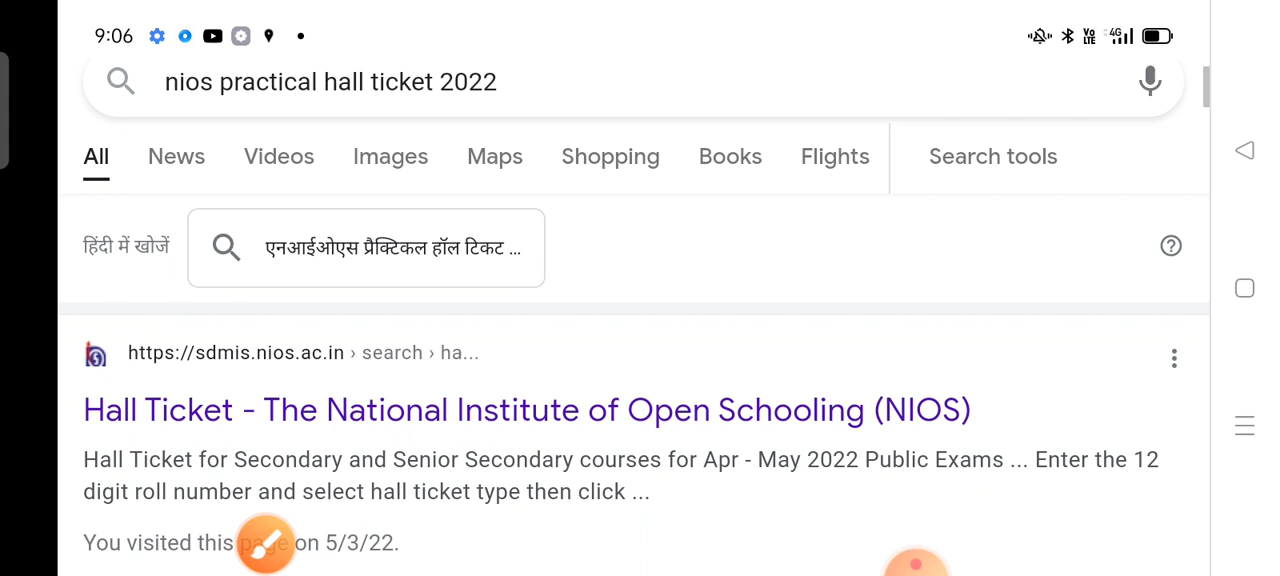 9:06
Vo LTE 4G
nios practical hall ticket 2022
All News Videos Images Maps Shopping Books Flights Search tools
हिंदी में खोजें एनआईओएस प्रैक्टिकल हॉल टिकट ...
https://sdmis.nios.ac.in › search › ha...
Hall Ticket - The National Institute of Open Schooling (NIOS)
Hall Ticket for Secondary and Senior Secondary courses for Apr - May 2022 Public Exams ... Enter the 12
digit roll number and select hall ticket type then click ...
You visited this page on 5/3/22.